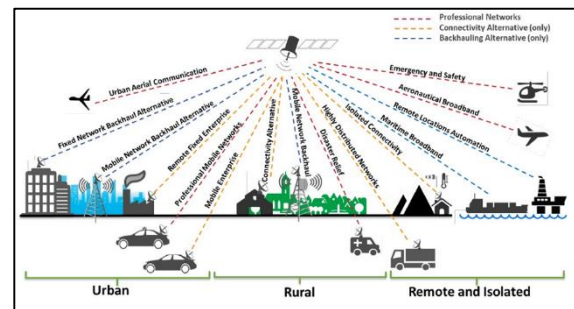 Professional Networks
Connectivity Alternative (only)
Backhauling Alternative (only)
Urban Aerial Communication
Fixed Network Backhaul Alternative
Mobile Network Backhaul Alternative
Remote Fixed Enterprise
Professional Mobile Networks
Mobile Enterprise
Connectivity Alternative
Mobile Network Backhaul
Disaster Relief
Highly Distributed Networks
Isolated Connectivity
Maritime Broadband
Remote Locations Automation
Aeronautical Broadband
Emergency and Safety
Urban
Rural
Remote and Isolated